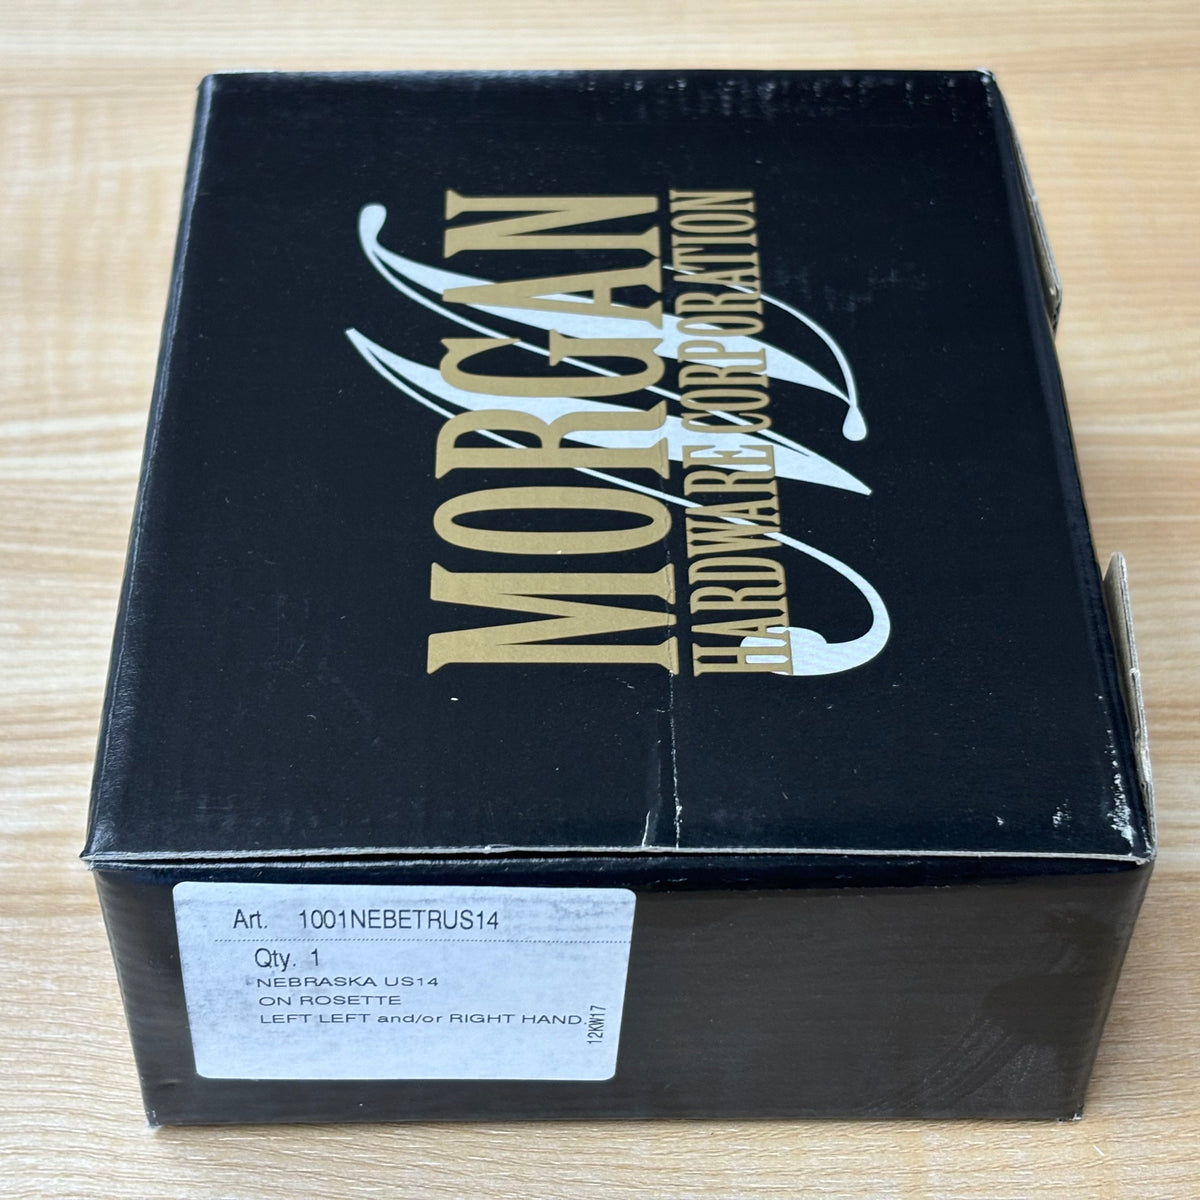 MORGAN
HARDWARE CORPORATION
Art. 1001NEBETRUS14
Qty. 1
NEBRASKA US14
ON ROSETTE
LEFT LEFT and/or RIGHT HAND.
12KW17